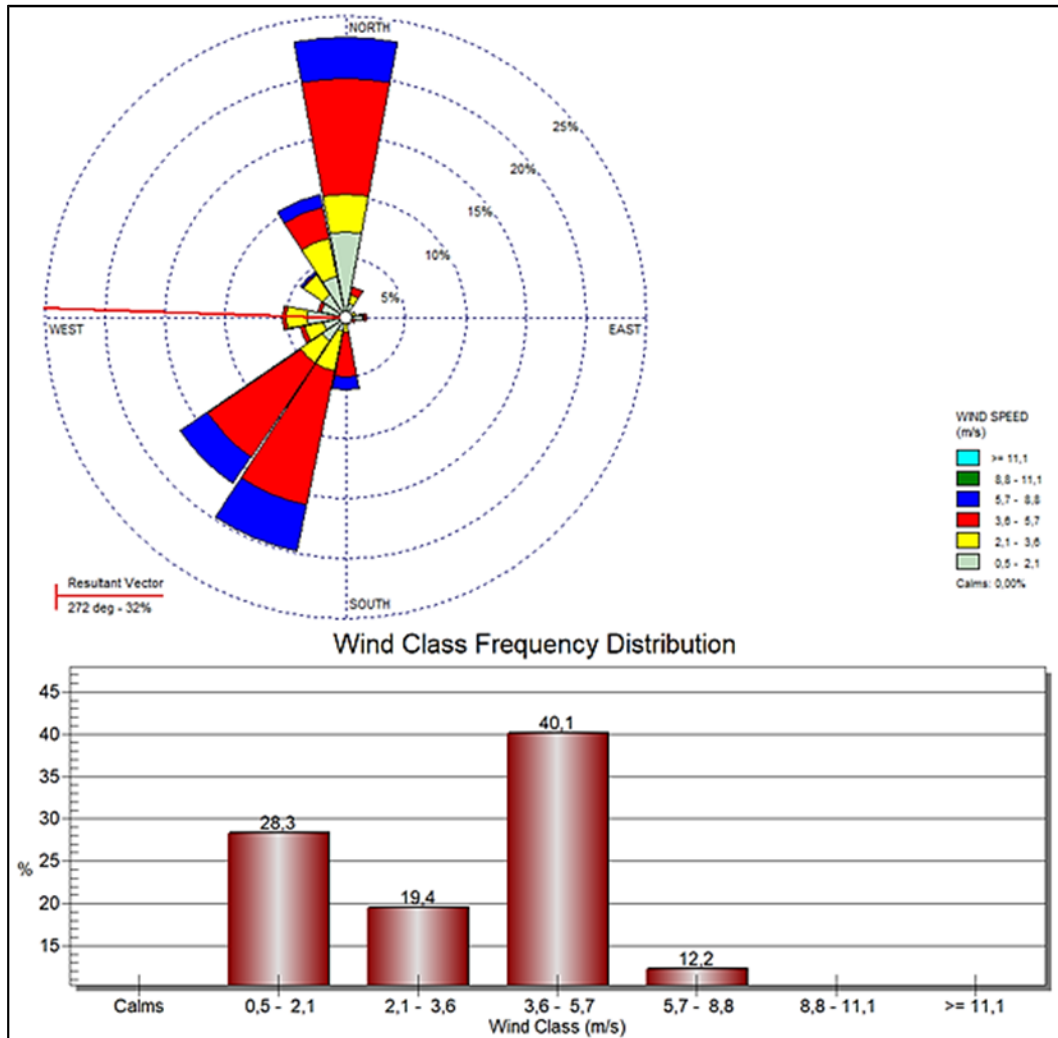 NORTH
25%
20%
15%
10%
5%
WEST
EAST
SOUTH
WIND SPEED
(m/s)
>= 11,1
8,8 - 11,1
5,7 - 8,8
3,6 - 5,7
2,1 - 3,6
0,5 - 2,1
Calms: 0,00%
Resultant Vector
272 deg - 32%
Wind Class Frequency Distribution
45
40
35
30
25
20
15
%
28,3
19,4
40,1
12,2
Calms
0,5 - 2,1
2,1 - 3,6
3,6 - 5,7
5,7 - 8,8
8,8 - 11,1
>= 11,1
Wind Class (m/s)